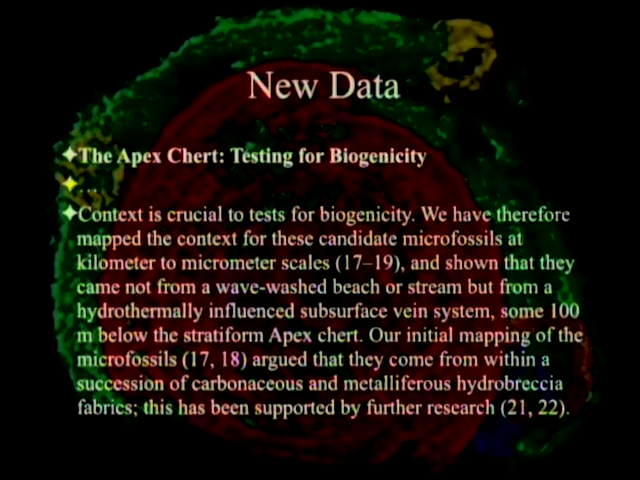 New Data
✦The Apex Chert: Testing for Biogenicity
✦...
✦Context is crucial to tests for biogenicity. We have therefore
mapped the context for these candidate microfossils at
kilometer to micrometer scales (17–19), and shown that they
came not from a wave-washed beach or stream but from a
hydrothermally influenced subsurface vein system, some 100
m below the stratiform Apex chert. Our initial mapping of the
microfossils (17, 18) argued that they come from within a
succession of carbonaceous and metalliferous hydrobreccia
fabrics; this has been supported by further research (21, 22).